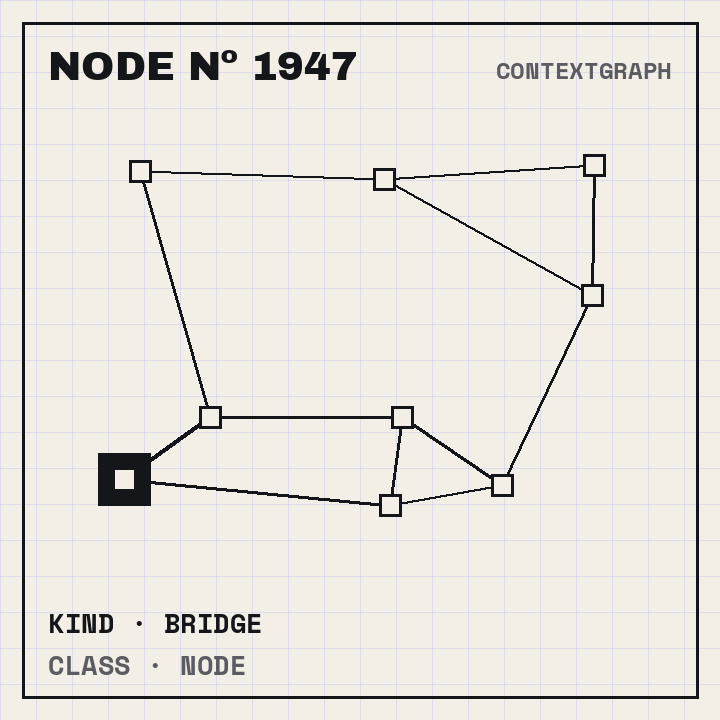 NODE Nº 1947
CONTEXTGRAPH
KIND · BRIDGE
CLASS · NODE